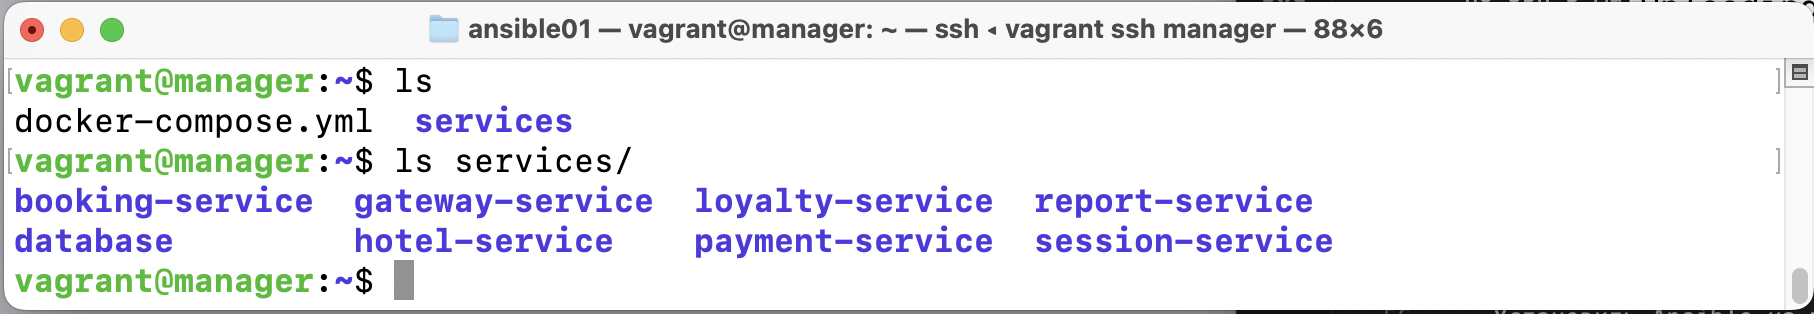 ansible01 — vagrant@manager: ~ — ssh ◂ vagrant ssh manager — 88×6
[vagrant@manager:~$ ls ]
docker-compose.yml  services
[vagrant@manager:~$ ls services/ ]
booking-service  gateway-service  loyalty-service  report-service
database         hotel-service    payment-service  session-service
vagrant@manager:~$